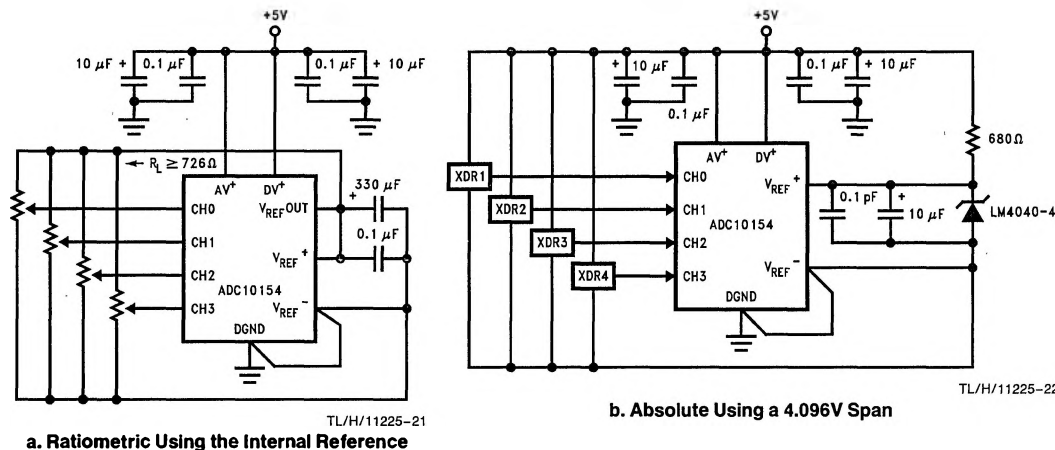 +5V
10 μF +
0.1 μF
0.1 μF
+ 10 μF
← R_L ≥ 726Ω
AV+
DV+
330 μF
+
CH0
V_REF OUT
0.1 μF
CH1
V_REF+
CH2
ADC10154
CH3
V_REF−
DGND
TL/H/11225–21
a. Ratiometric Using the Internal Reference
+5V
+
10 μF
0.1 μF
0.1 μF
+ 10 μF
680Ω
AV+
DV+
XDR1
CH0
V_REF+
0.1 pF
+
10 μF
LM4040-4
XDR2
CH1
XDR3
CH2
ADC10154
XDR4
CH3
V_REF−
DGND
TL/H/11225–22
b. Absolute Using a 4.096V Span